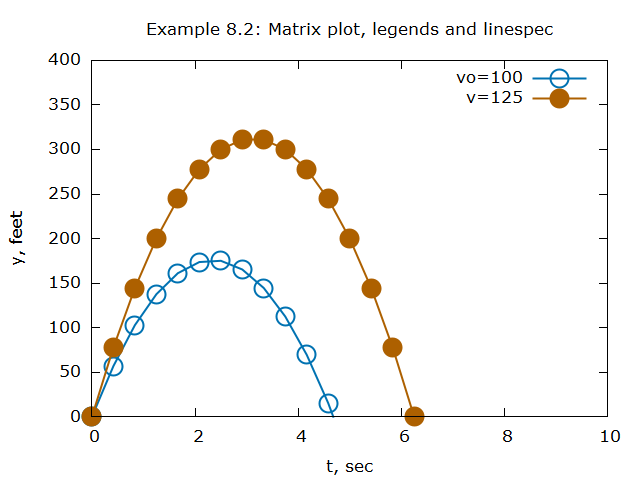 Example 8.2: Matrix plot, legends and linespec
400
350
300
250
200
150
100
50
0
y, feet
vo=100
v=125
0 2 4 6 8 10
t, sec